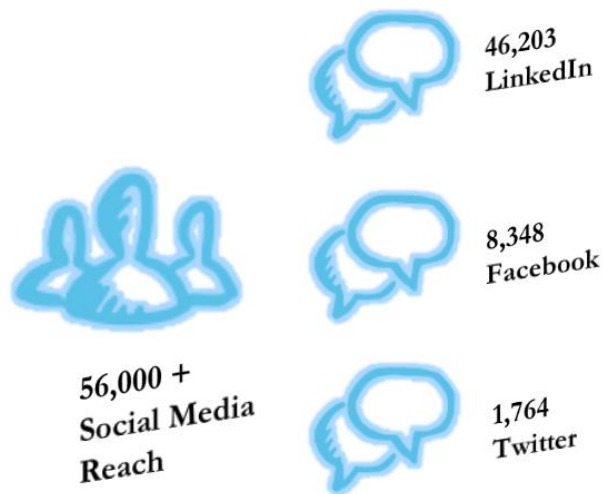 46,203
LinkedIn
8,348
Facebook
56,000 +
Social Media
Reach
1,764
Twitter